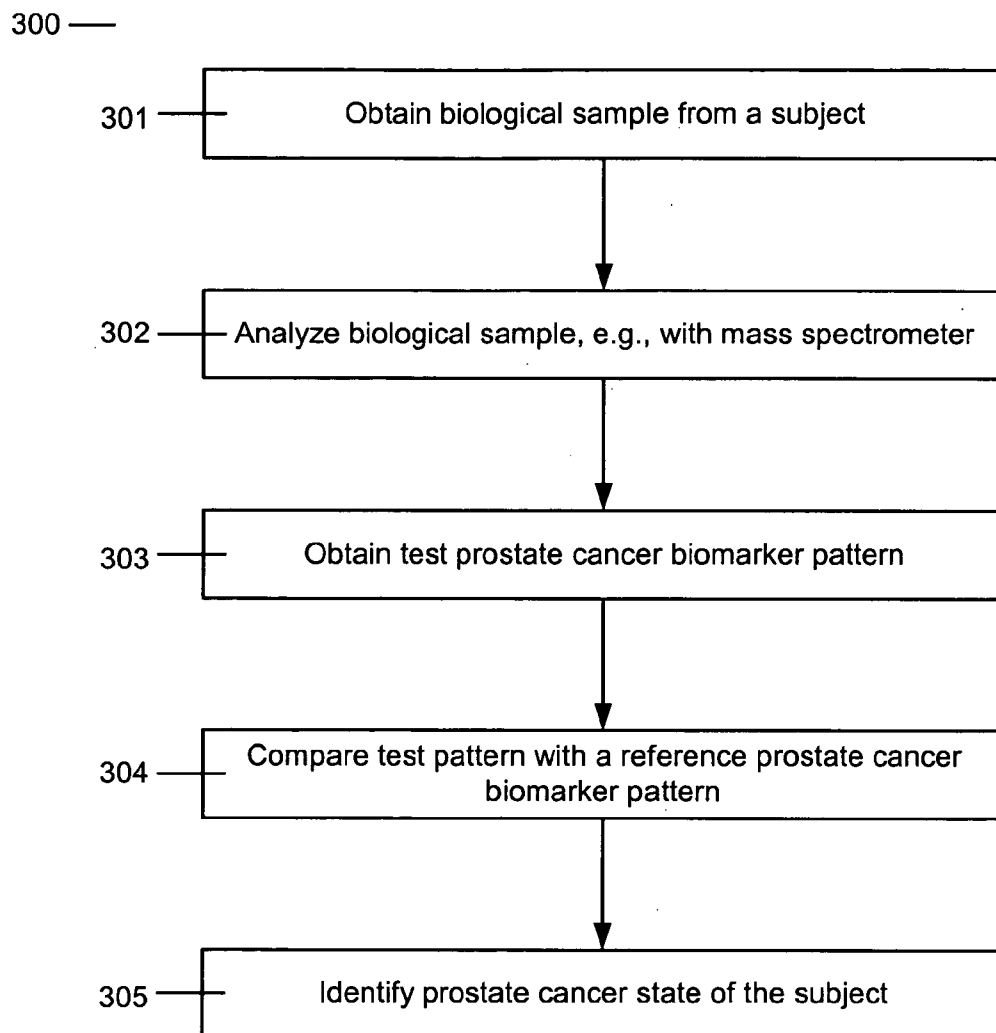 300
301
Obtain biological sample from a subject
302
Analyze biological sample, e.g., with mass spectrometer
303
Obtain test prostate cancer biomarker pattern
304
Compare test pattern with a reference prostate cancer
biomarker pattern
305
Identify prostate cancer state of the subject